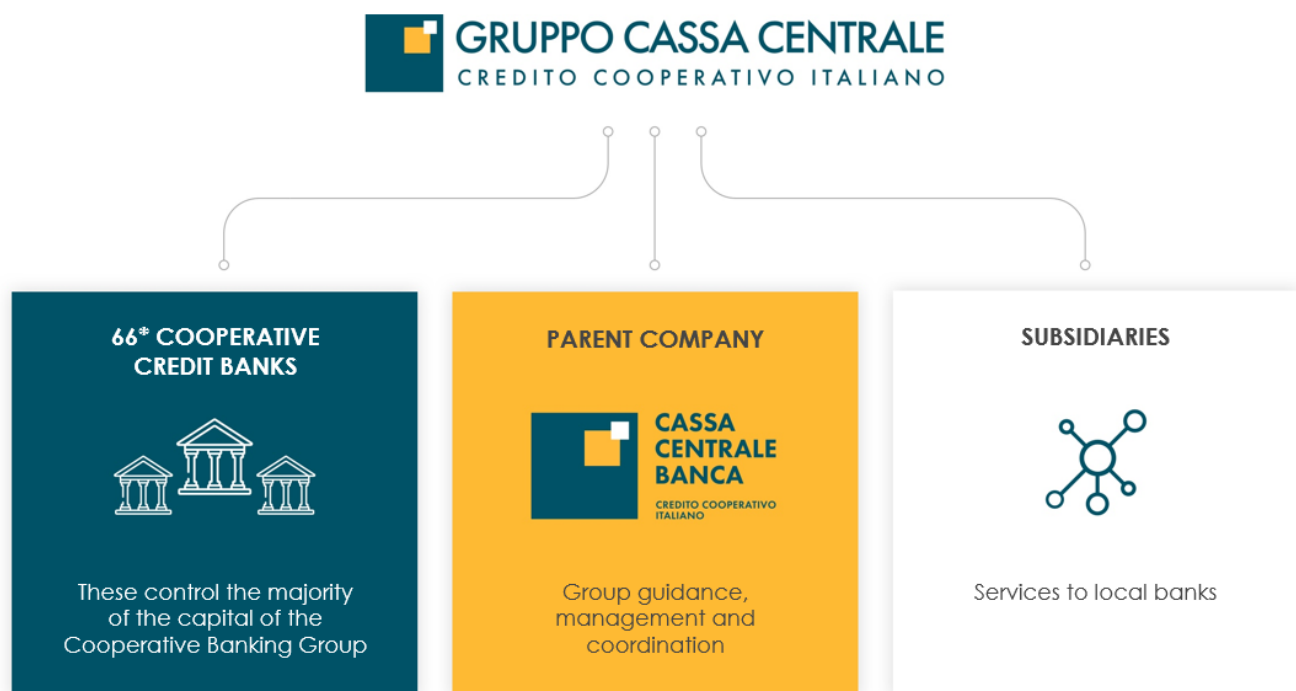 GRUPPO CASSA CENTRALE
CREDITO COOPERATIVO ITALIANO
66* COOPERATIVE
CREDIT BANKS
These control the majority
of the capital of the
Cooperative Banking Group
PARENT COMPANY
CASSA
CENTRALE
BANCA
CREDITO COOPERATIVO
ITALIANO
Group guidance,
management and
coordination
SUBSIDIARIES
Services to local banks